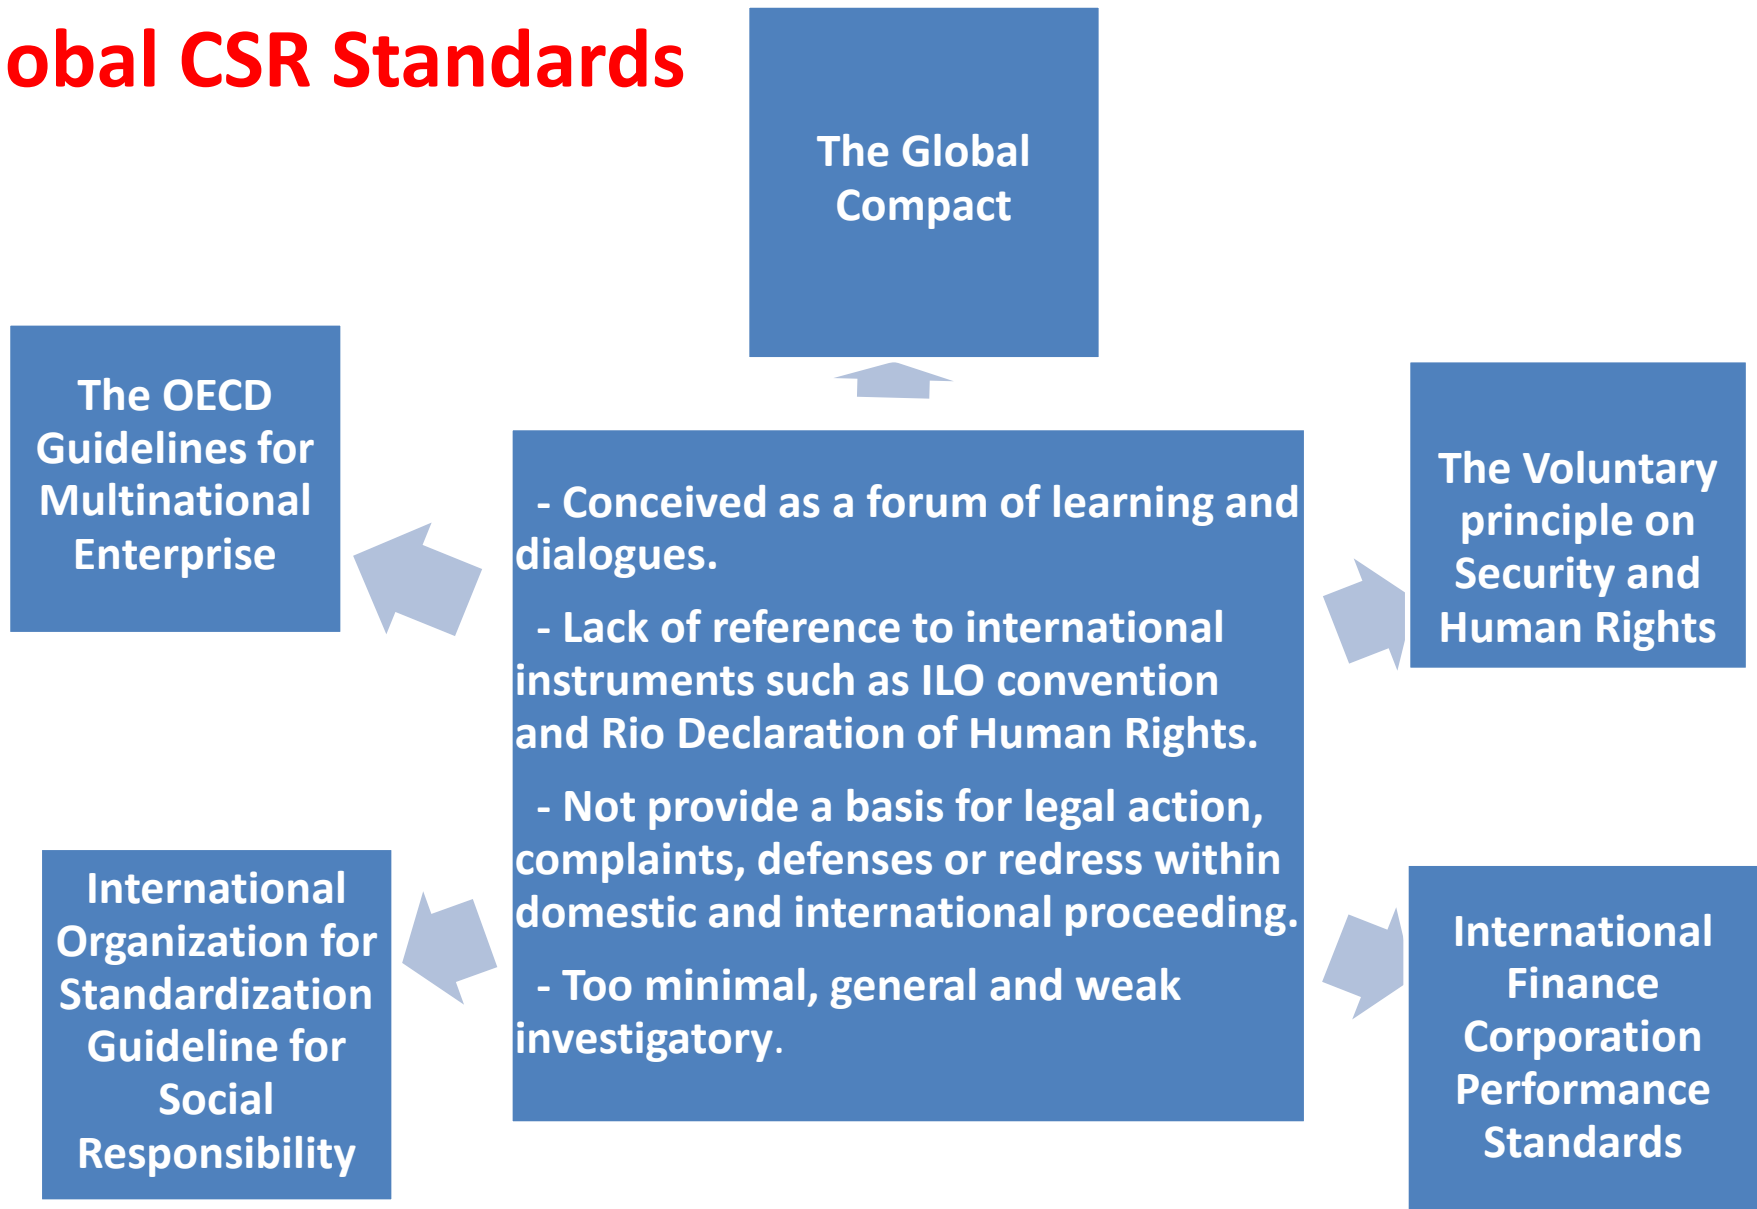 obal CSR Standards
The Global
Compact
The OECD
Guidelines for
Multinational
Enterprise
The Voluntary
principle on
Security and
Human Rights
- Conceived as a forum of learning and
dialogues.
- Lack of reference to international
instruments such as ILO convention
and Rio Declaration of Human Rights.
- Not provide a basis for legal action,
complaints, defenses or redress within
domestic and international proceeding.
- Too minimal, general and weak
investigatory.
International
Organization for
Standardization
Guideline for
Social
Responsibility
International
Finance
Corporation
Performance
Standards